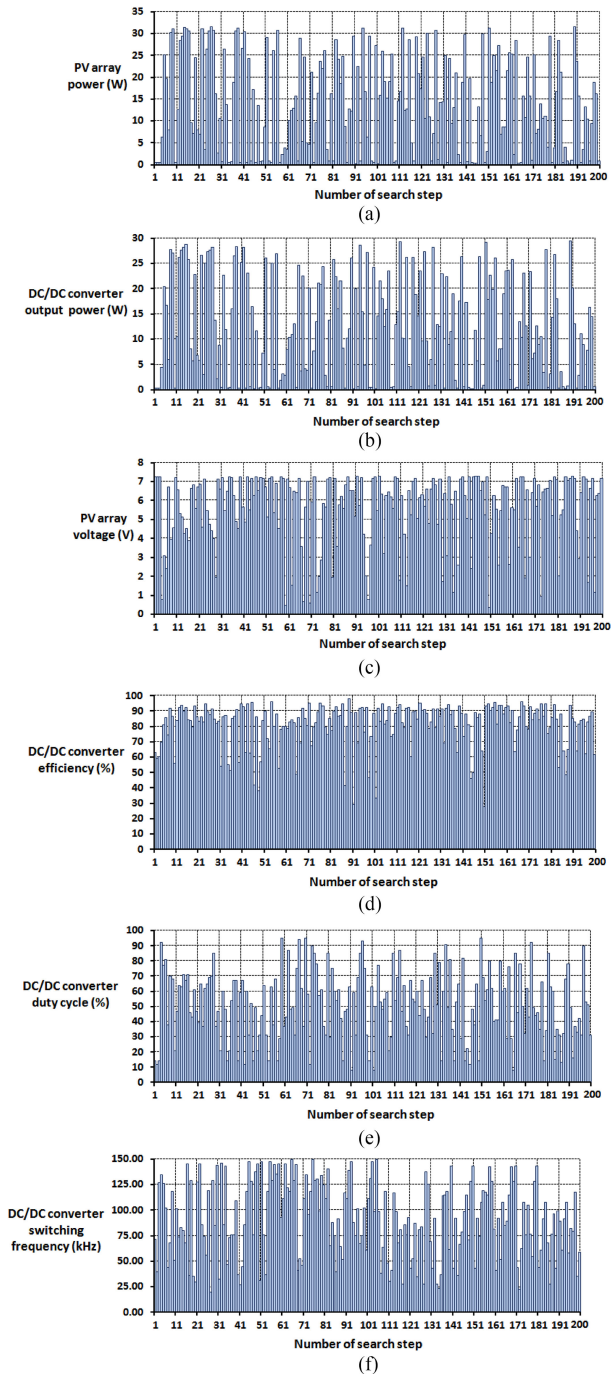 35
30
25
20
15
10
5
0
PV array
power (W)
1 11 21 31 41 51 61 71 81 91 101 111 121 131 141 151 161 171 181 191 200
Number of search step
(a)
30
25
20
15
10
5
0
DC/DC converter
output power (W)
1 11 21 31 41 51 61 71 81 91 101 111 121 131 141 151 161 171 181 191 200
Number of search step
(b)
8
7
6
5
4
3
2
1
0
PV array
voltage (V)
1 11 21 31 41 51 61 71 81 91 101 111 121 131 141 151 161 171 181 191 200
Number of search step
(c)
100
90
80
70
60
50
40
30
20
10
0
DC/DC converter
efficiency (%)
1 11 21 31 41 51 61 71 81 91 101 111 121 131 141 151 161 171 181 191 200
Number of search step
(d)
100
90
80
70
60
50
40
30
20
10
0
DC/DC converter
duty cycle (%)
1 11 21 31 41 51 61 71 81 91 101 111 121 131 141 151 161 171 181 191 200
Number of search step
(e)
150.00
125.00
100.00
75.00
50.00
25.00
0.00
DC/DC converter
switching
frequency (kHz)
1 11 21 31 41 51 61 71 81 91 101 111 121 131 141 151 161 171 181 191 200
Number of search step
(f)